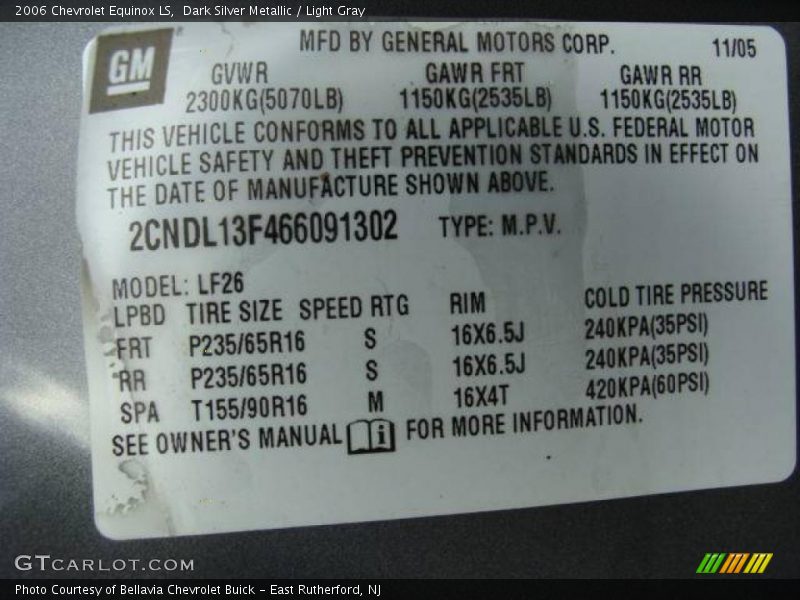 2006 Chevrolet Equinox LS,  Dark Silver Metallic / Light Gray
GM
MFD BY GENERAL MOTORS CORP. 11/05
GVWR GAWR FRT GAWR RR
2300KG(5070LB) 1150KG(2535LB) 1150KG(2535LB)
THIS VEHICLE CONFORMS TO ALL APPLICABLE U.S. FEDERAL MOTOR
VEHICLE SAFETY AND THEFT PREVENTION STANDARDS IN EFFECT ON
THE DATE OF MANUFACTURE SHOWN ABOVE.
2CNDL13F466091302 TYPE: M.P.V.
MODEL: LF26
LPBD TIRE SIZE SPEED RTG RIM COLD TIRE PRESSURE
FRT P235/65R16 S 16X6.5J 240KPA(35PSI)
RR P235/65R16 S 16X6.5J 240KPA(35PSI)
SPA T155/90R16 M 16X4T 420KPA(60PSI)
SEE OWNER'S MANUAL i FOR MORE INFORMATION.
GTCARLOT.COM
Photo Courtesy of Bellavia Chevrolet Buick - East Rutherford, NJ